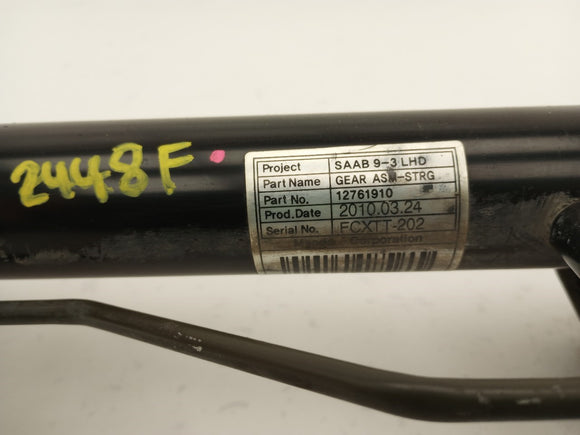 2448F
Project SAAB 9-3 LHD
Part Name GEAR ASM-STRG
Part No. 12761910
Prod.Date 2010.03.24
Serial No. FCXTT-202
Corporation